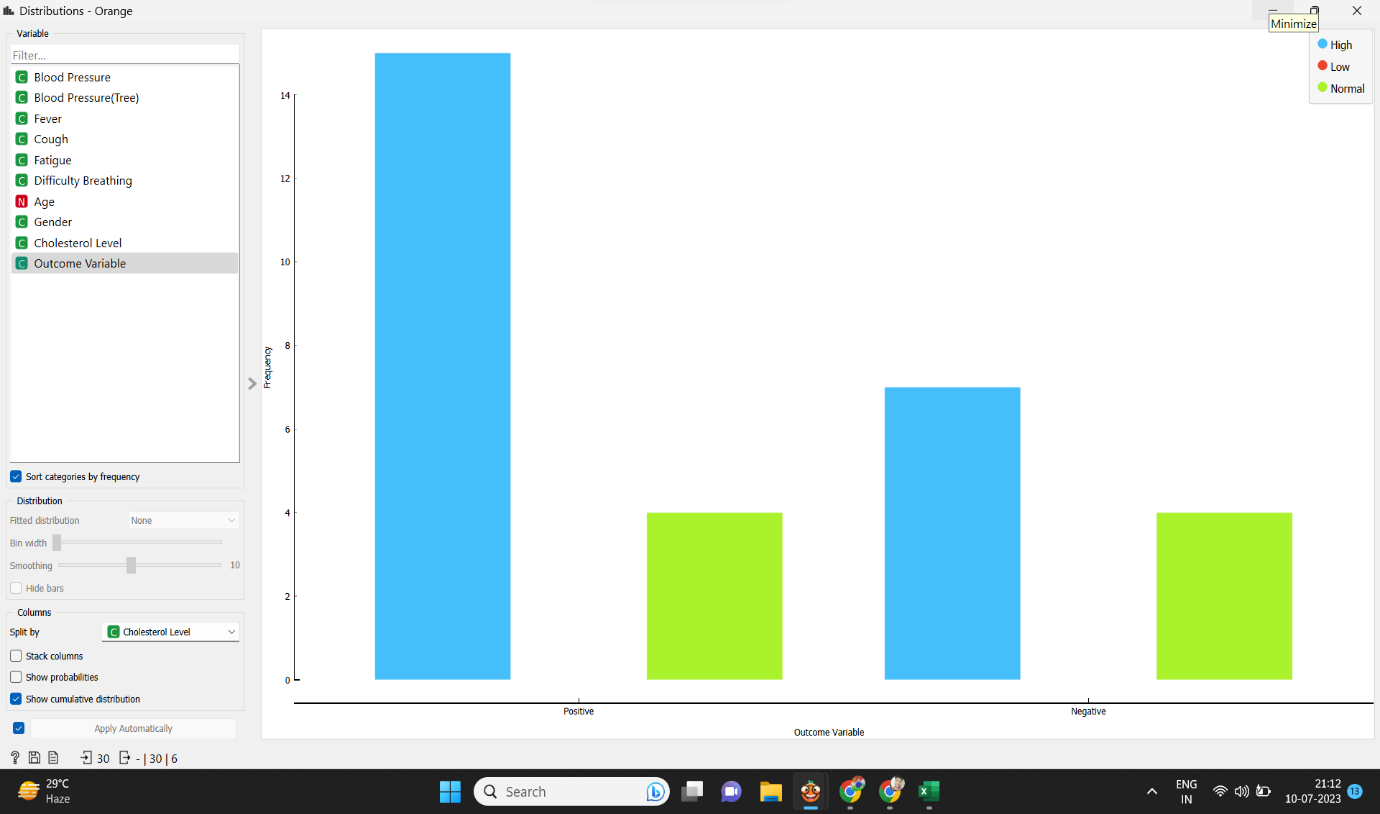 Distributions - Orange
Minimize
Variable
Filter...
C Blood Pressure
C Blood Pressure(Tree)
C Fever
C Cough
C Fatigue
C Difficulty Breathing
N Age
C Gender
C Cholesterol Level
C Outcome Variable
Sort categories by frequency
Distribution
Fitted distribution None
Bin width
Smoothing 10
Hide bars
Columns
Split by C Cholesterol Level
Stack columns
Show probabilities
Show cumulative distribution
Apply Automatically
? 30 - | 30 | 6
High
Low
Normal
14
12
10
8
6
4
2
0
Frequency
Positive Negative
Outcome Variable
29°C
Haze
Search
ENG
IN
21:12
10-07-2023
13